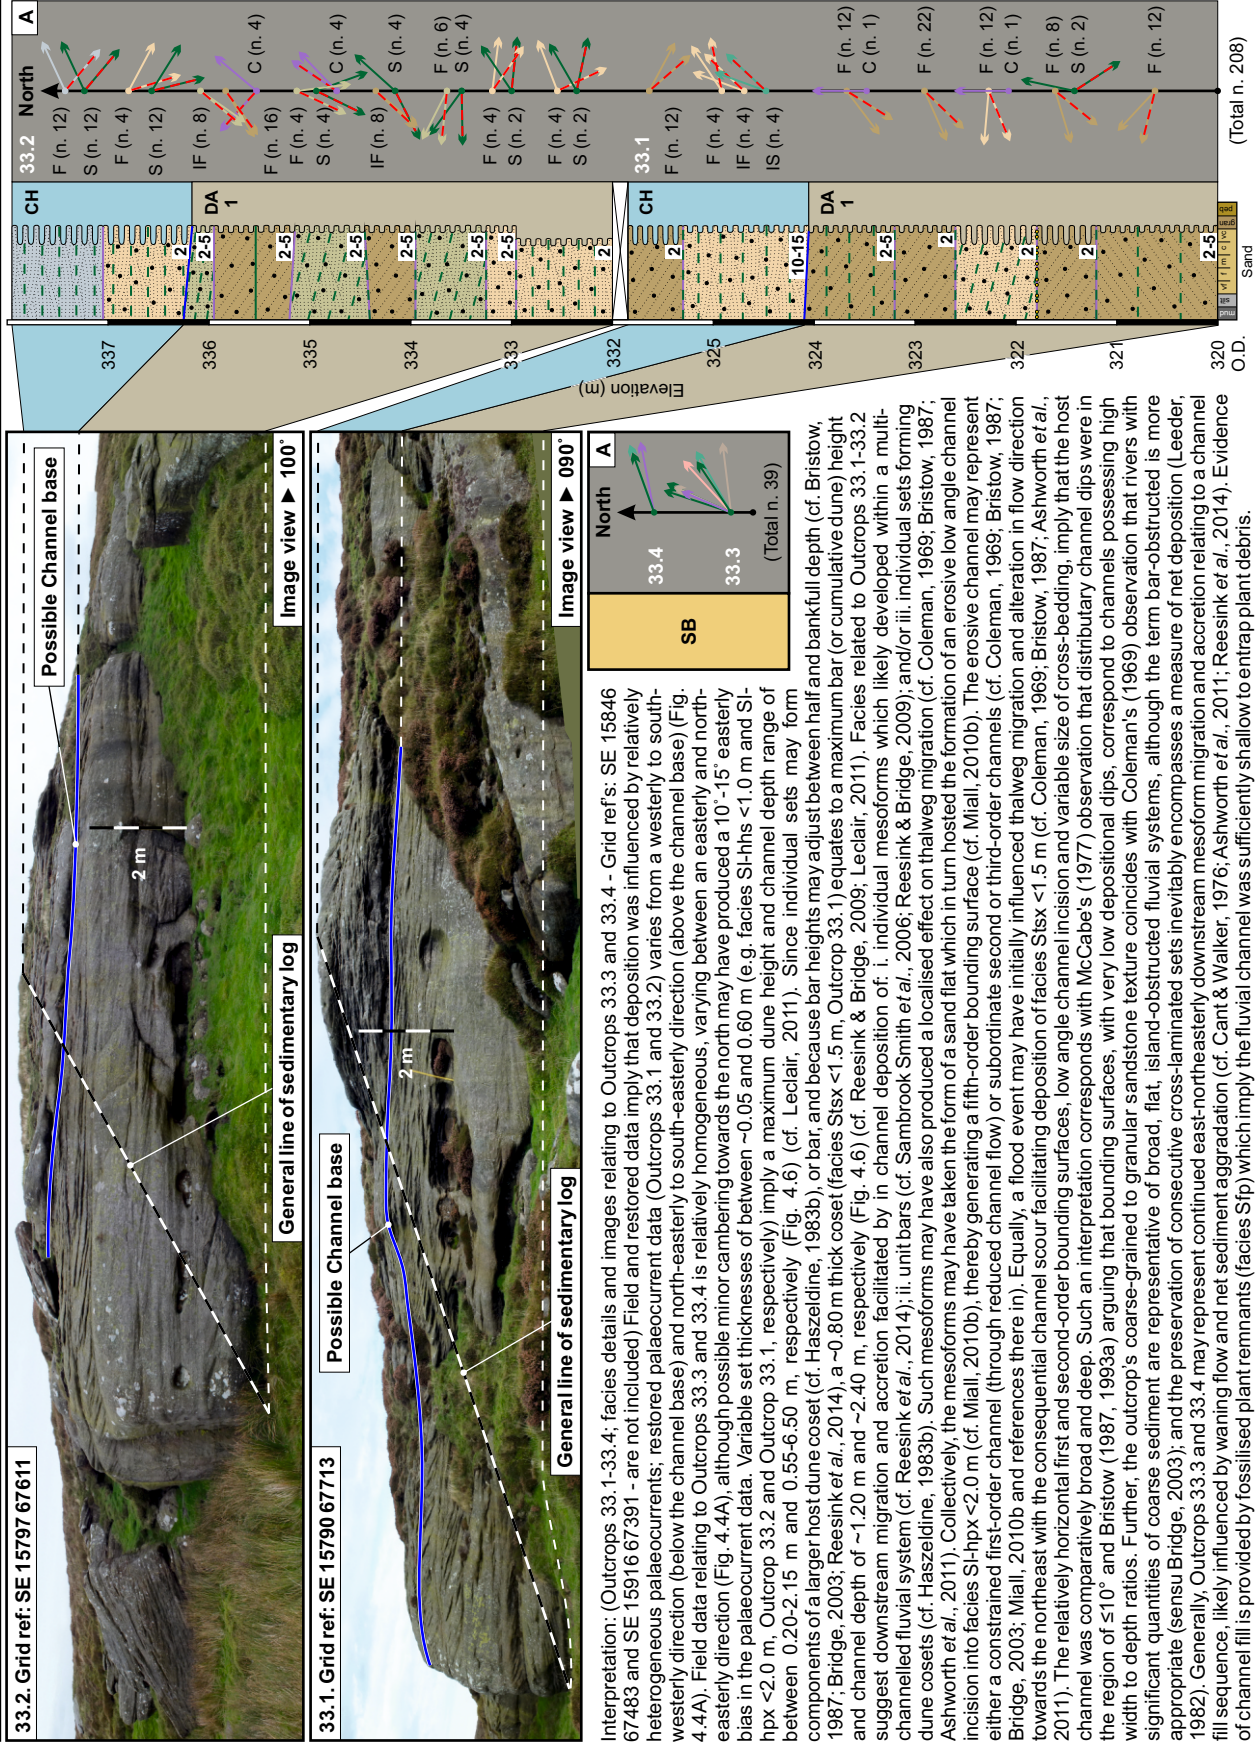 33.2. Grid ref: SE 15797 67611
Possible Channel base
2 m
General line of sedimentary log
Image view ► 100°
33.1. Grid ref: SE 15790 67713
Possible Channel base
2 m
General line of sedimentary log
Image view ► 090°
337
336
335
334
333
332
325
324
323
322
321
320
O.D.
Elevation (m)
CH
DA
1
2
2-5
2-5
2-5
2-5
2-5
2-5
2
CH
DA
1
10-15
2-5
2
2
2
2-5
mud
silt
vf
f
m
c
vc
gran
peb
Sand
A
33.2
North
F (n. 12)
S (n. 12)
F (n. 4)
S (n. 12)
IF (n. 8)
F (n. 16)
C (n. 4)
F (n. 4)
S (n. 4)
C (n. 4)
IF (n. 8)
S (n. 4)
F (n. 6)
S (n. 4)
F (n. 4)
S (n. 2)
F (n. 4)
S (n. 2)
33.1
F (n. 12)
F (n. 4)
IF (n. 4)
IS (n. 4)
F (n. 12)
C (n. 1)
F (n. 22)
F (n. 12)
C (n. 1)
F (n. 8)
S (n. 2)
F (n. 12)
(Total n. 208)
SB
A
North
33.4
33.3
(Total n. 39)
Interpretation: (Outcrops 33.1-33.4; facies details and images relating to Outcrops 33.3 and 33.4 - Grid ref's: SE 15846
67483 and SE 15916 67391 - are not included) Field and restored data imply that deposition was influenced by relatively
heterogeneous palaeocurrents; restored palaeocurrent data (Outcrops 33.1 and 33.2) varies from a westerly to south-
westerly direction (below the channel base) and north-easterly to south-easterly direction (above the channel base) (Fig.
4.4A). Field data relating to Outcrops 33.3 and 33.4 is relatively homogeneous, varying between an easterly and north-
easterly direction (Fig. 4.4A), although possible minor cambering towards the north may have produced a 10°-15° easterly
bias in the palaeocurrent data. Variable set thicknesses of between ~0.05 and 0.60 m (e.g. facies Sl-hhs <1.0 m and Sl-
hpx <2.0 m, Outcrop 33.2 and Outcrop 33.1, respectively) imply a maximum dune height and channel depth range of
between 0.20-2.15 m and 0.55-6.50 m, respectively (Fig. 4.6) (cf. Leclair, 2011). Since individual sets may form
components of a larger host dune coset (cf. Haszeldine, 1983b), or bar, and because bar heights may adjust between half and bankfull depth (cf. Bristow,
1987; Bridge, 2003; Reesink et al., 2014), a ~0.80 m thick coset (facies Stsx <1.5 m, Outcrop 33.1) equates to a maximum bar (or cumulative dune) height
and channel depth of ~1.20 m and ~2.40 m, respectively (Fig. 4.6) (cf. Reesink & Bridge, 2009; Leclair, 2011). Facies related to Outcrops 33.1-33.2
suggest downstream migration and accretion facilitated by in channel deposition of: i. individual mesoforms which likely developed within a multi-
channelled fluvial system (cf. Reesink et al., 2014); ii. unit bars (cf. Sambrook Smith et al., 2006; Reesink & Bridge, 2009); and/or iii. individual sets forming
dune cosets (cf. Haszeldine, 1983b). Such mesoforms may have also produced a localised effect on thalweg migration (cf. Coleman, 1969; Bristow, 1987;
Ashworth et al., 2011). Collectively, the mesoforms may have taken the form of a sand flat which in turn hosted the formation of an erosive low angle channel
incision into facies Sl-hpx <2.0 m (cf. Miall, 2010b), thereby generating a fifth-order bounding surface (cf. Miall, 2010b). The erosive channel may represent
either a constrained first-order channel (through reduced channel flow) or subordinate second or third-order channels (cf. Coleman, 1969; Bristow, 1987;
Bridge, 2003; Miall, 2010b and references there in). Equally, a flood event may have initially influenced thalweg migration and alteration in flow direction
towards the northeast with the consequential channel scour facilitating deposition of facies Stsx <1.5 m (cf. Coleman, 1969; Bristow, 1987; Ashworth et al.,
2011). The relatively horizontal first and second-order bounding surfaces, low angle channel incision and variable size of cross-bedding, imply that the host
channel was comparatively broad and deep. Such an interpretation corresponds with McCabe's (1977) observation that distributary channel dips were in
the region of ≤10° and Bristow (1987, 1993a) arguing that bounding surfaces, with very low depositional dips, correspond to channels possessing high
width to depth ratios. Further, the outcrop's coarse-grained to granular sandstone texture coincides with Coleman's (1969) observation that rivers with
significant quantities of coarse sediment are representative of broad, flat, island-obstructed fluvial systems, although the term bar-obstructed is more
appropriate (sensu Bridge, 2003); and the preservation of consecutive cross-laminated sets inevitably encompasses a measure of net deposition (Leeder,
1982). Generally, Outcrops 33.3 and 33.4 may represent continued east-northeasterly downstream mesoform migration and accretion relating to a channel
fill sequence, likely influenced by waning flow and net sediment aggradation (cf. Cant & Walker, 1976; Ashworth et al., 2011; Reesink et al., 2014). Evidence
of channel fill is provided by fossilised plant remnants (facies Sfp) which imply the fluvial channel was sufficiently shallow to entrap plant debris.